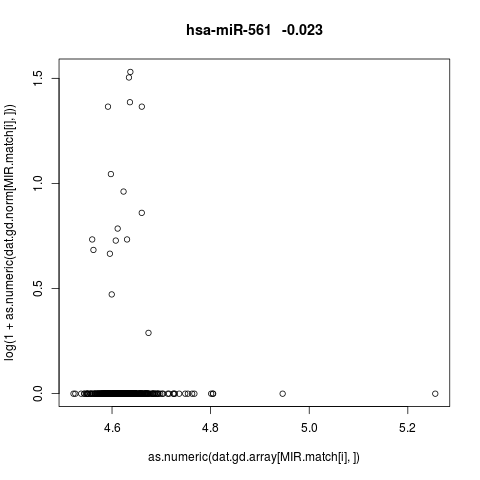 hsa-miR-561 -0.023
log(1 + as.numeric(dat.gd.norm[MIR.match[i], ]))
1.5
1.0
0.5
0.0
4.6 4.8 5.0 5.2
as.numeric(dat.gd.array[MIR.match[i], ])